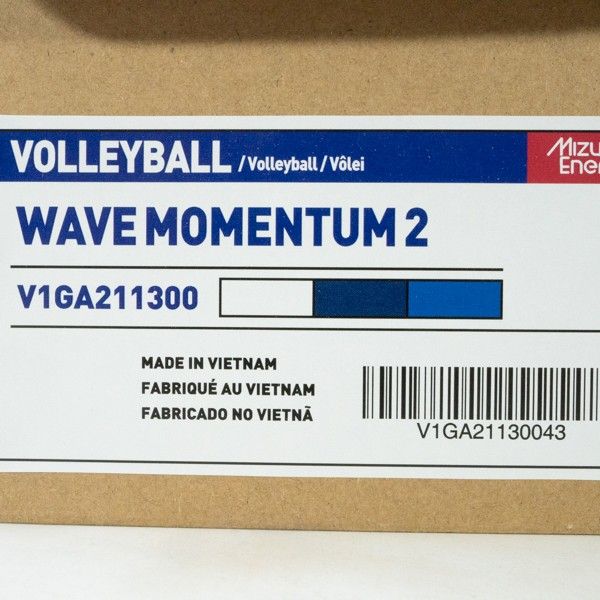 VOLLEYBALL /Volleyball/Vôlei
WAVE MOMENTUM 2
V1GA211300
MADE IN VIETNAM
FABRIQUÉ AU VIETNAM
FABRICADO NO VIETNÃ
V1GA21130043